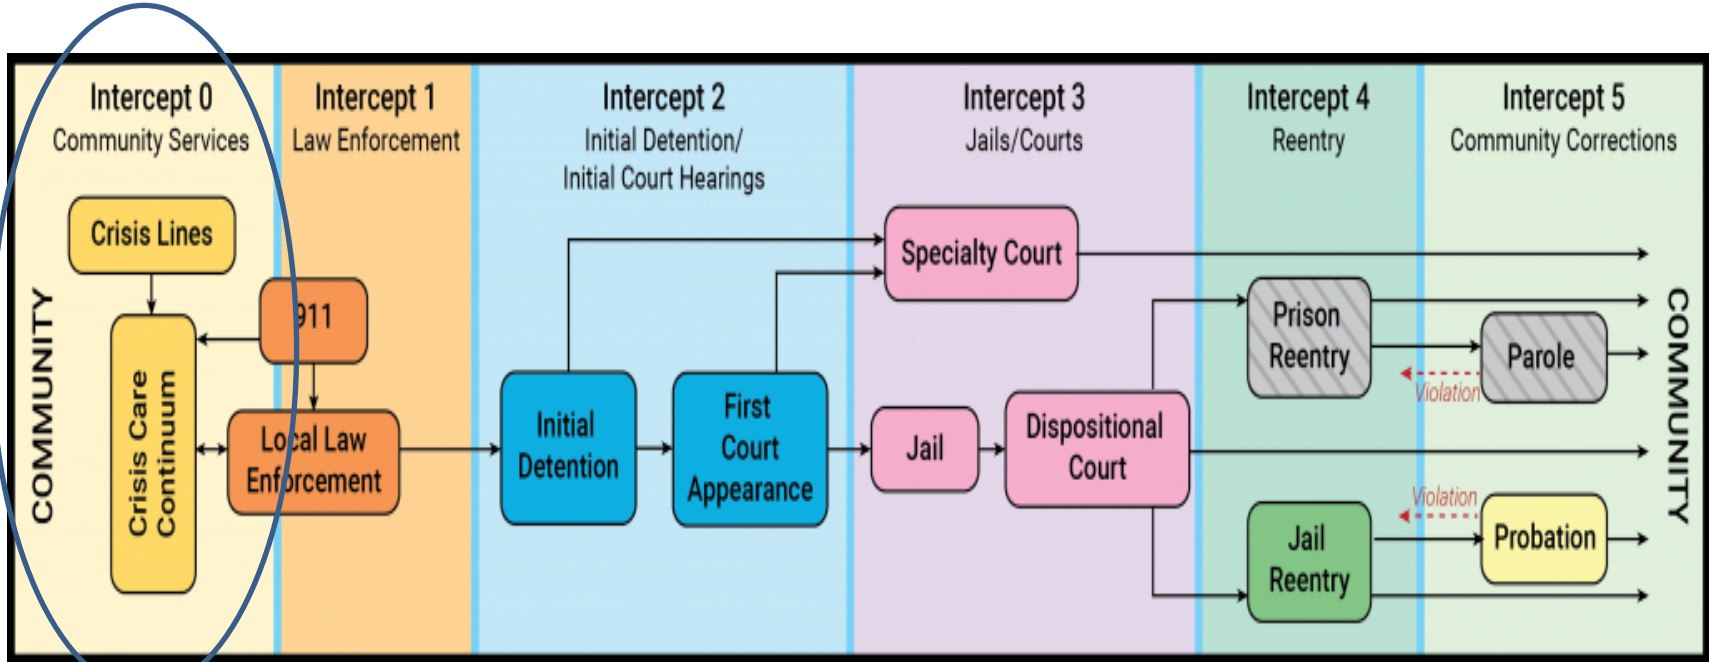 Intercept 0
Community Services
Intercept 1
Law Enforcement
Intercept 2
Initial Detention/
Initial Court Hearings
Intercept 3
Jails/Courts
Intercept 4
Reentry
Intercept 5
Community Corrections
COMMUNITY
Crisis Lines
Crisis Care
Continuum
911
Local Law
Enforcement
Initial
Detention
First
Court
Appearance
Specialty Court
Jail
Dispositional
Court
Prison
Reentry
Jail
Reentry
Parole
Violation
Violation
Probation
COMMUNITY